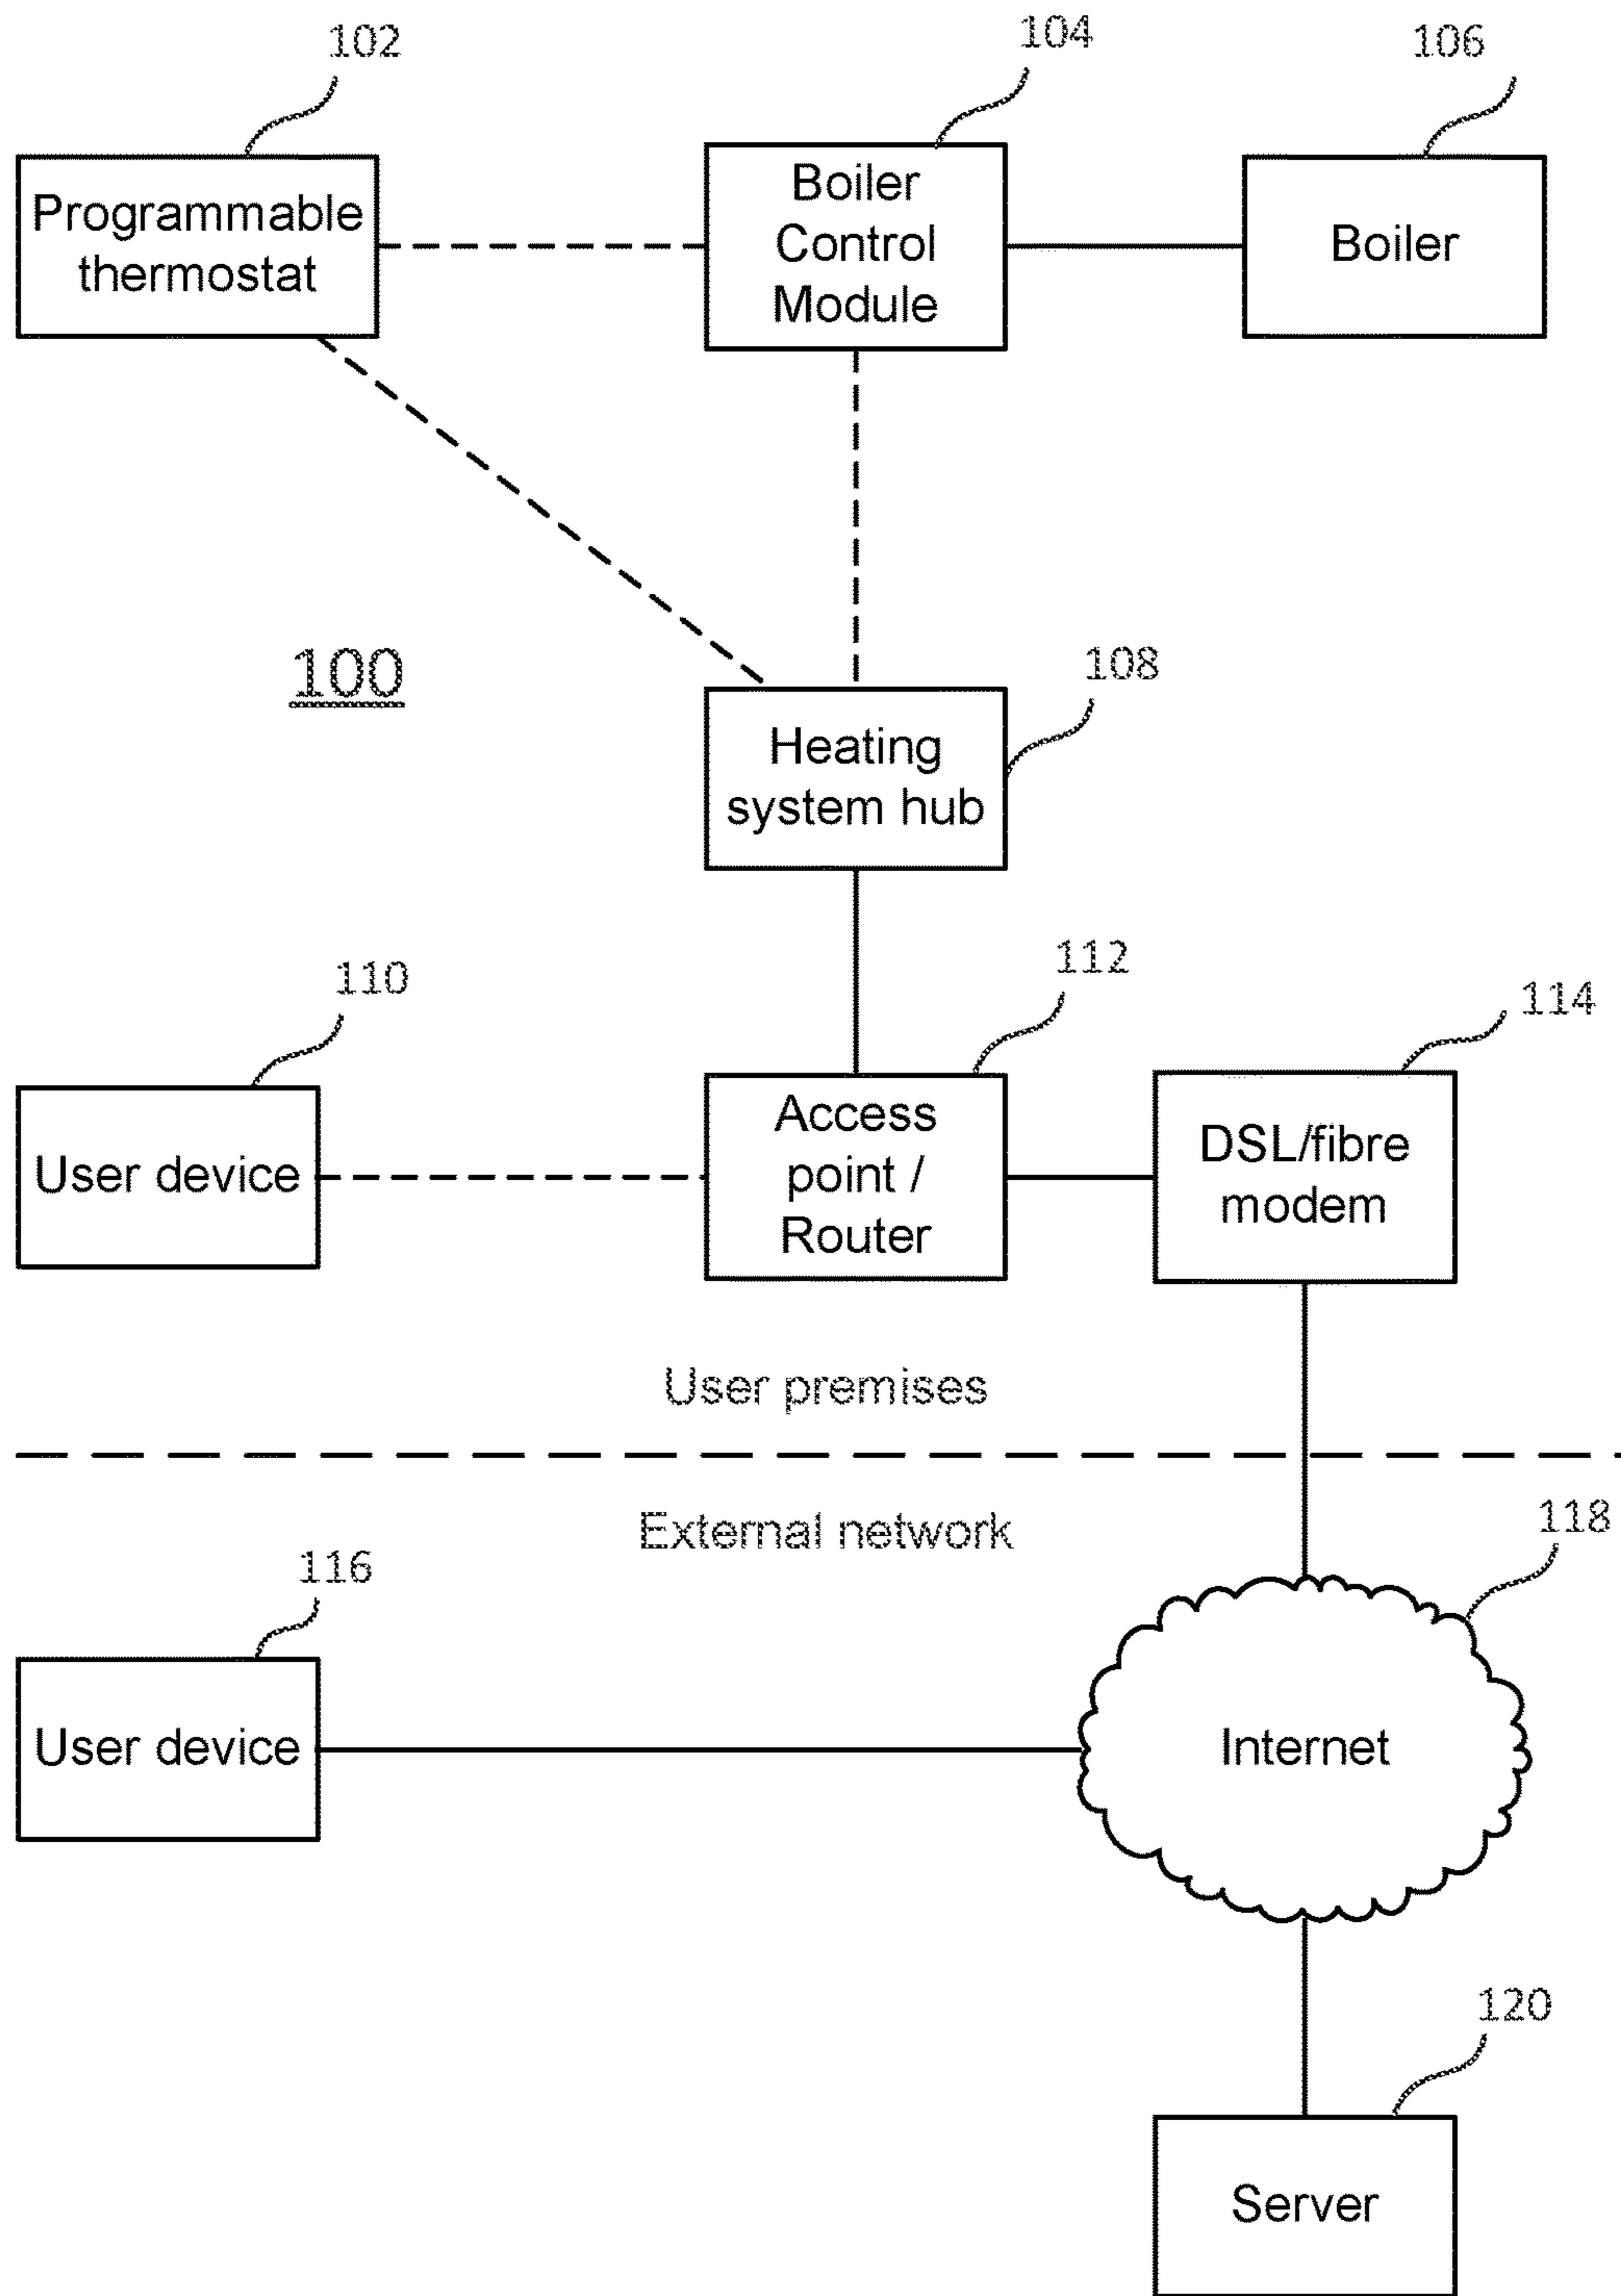 102
104
106
Programmable
thermostat
Boiler
Control
Module
Boiler
100
108
Heating
system hub
110
112
114
User device
Access
point /
Router
DSL/fibre
modem
User premises
External network
116
118
User device
Internet
120
Server